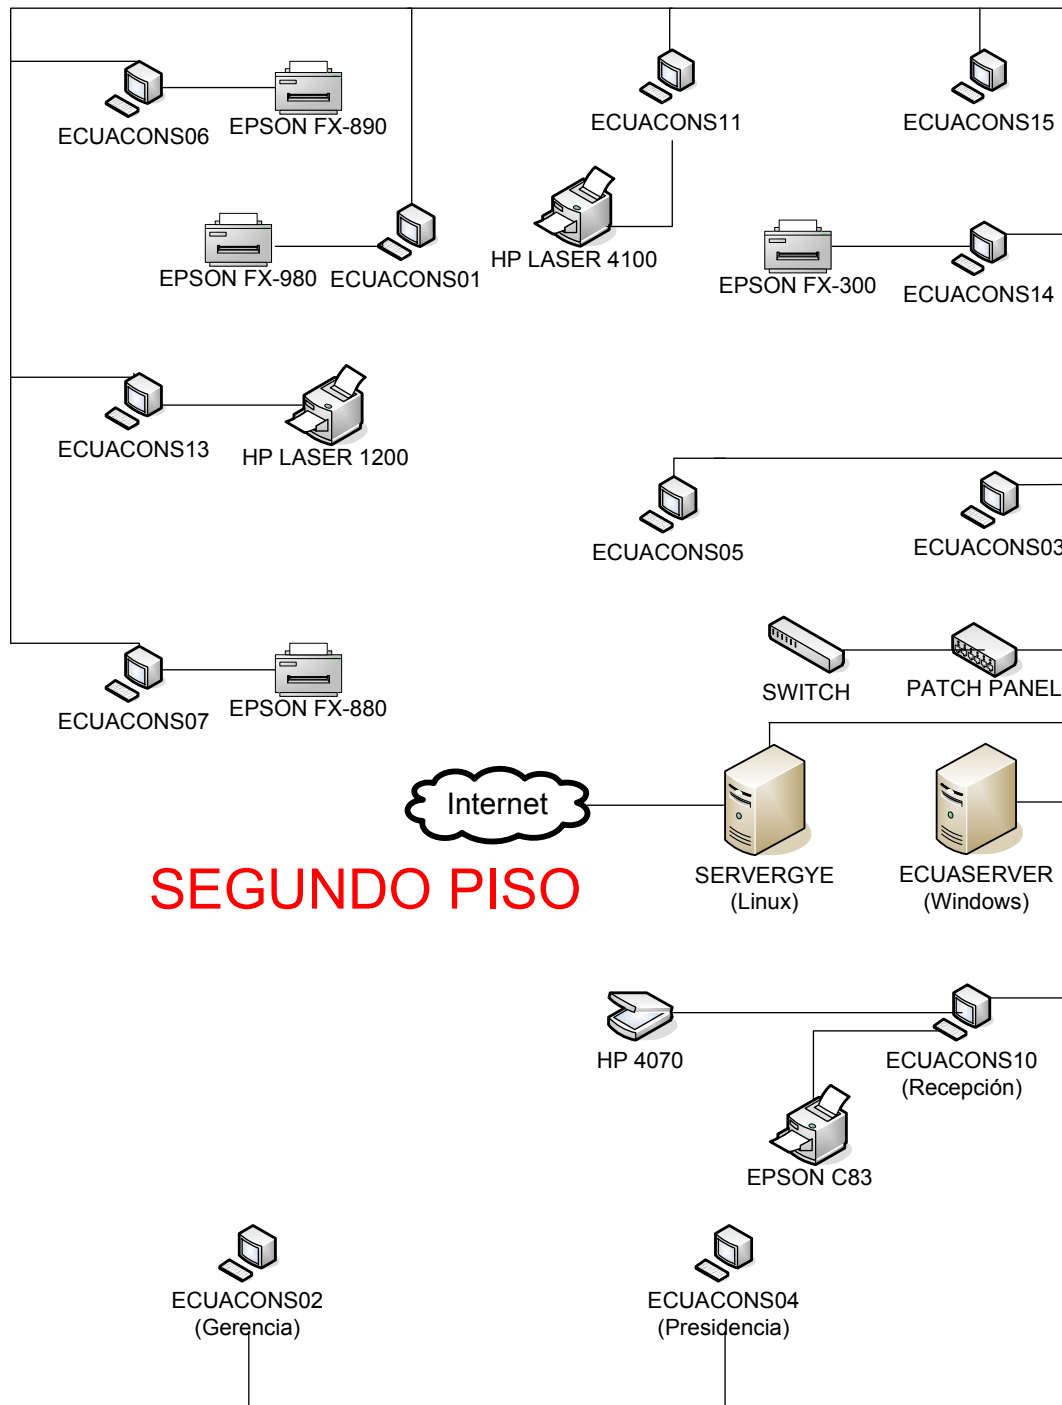 ECUACONS06
EPSON FX-890
ECUACONS11
ECUACONS15
EPSON FX-980
ECUACONS01
HP LASER 4100
EPSON FX-300
ECUACONS14
ECUACONS13
HP LASER 1200
ECUACONS05
ECUACONS03
SWITCH
PATCH PANEL
ECUACONS07
EPSON FX-880
Internet
SERVERGYE
(Linux)
ECUASERVER
(Windows)
SEGUNDO PISO
HP 4070
ECUACONS10
(Recepción)
EPSON C83
ECUACONS02
(Gerencia)
ECUACONS04
(Presidencia)